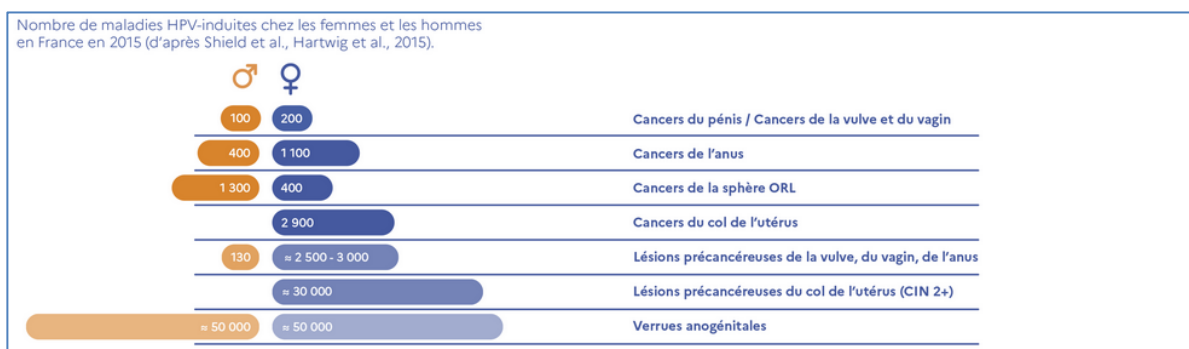 Nombre de maladies HPV-induites chez les femmes et les hommes
en France en 2015 (d'après Shield et al., Hartwig et al., 2015).
♂ ♀
100 200 Cancers du pénis / Cancers de la vulve et du vagin
400 1 100 Cancers de l'anus
1 300 400 Cancers de la sphère ORL
2 900 Cancers du col de l'utérus
130 ≈ 2 500 - 3 000 Lésions précancéreuses de la vulve, du vagin, de l'anus
≈ 30 000 Lésions précancéreuses du col de l'utérus (CIN 2+)
≈ 50 000 ≈ 50 000 Verrues anogénitales